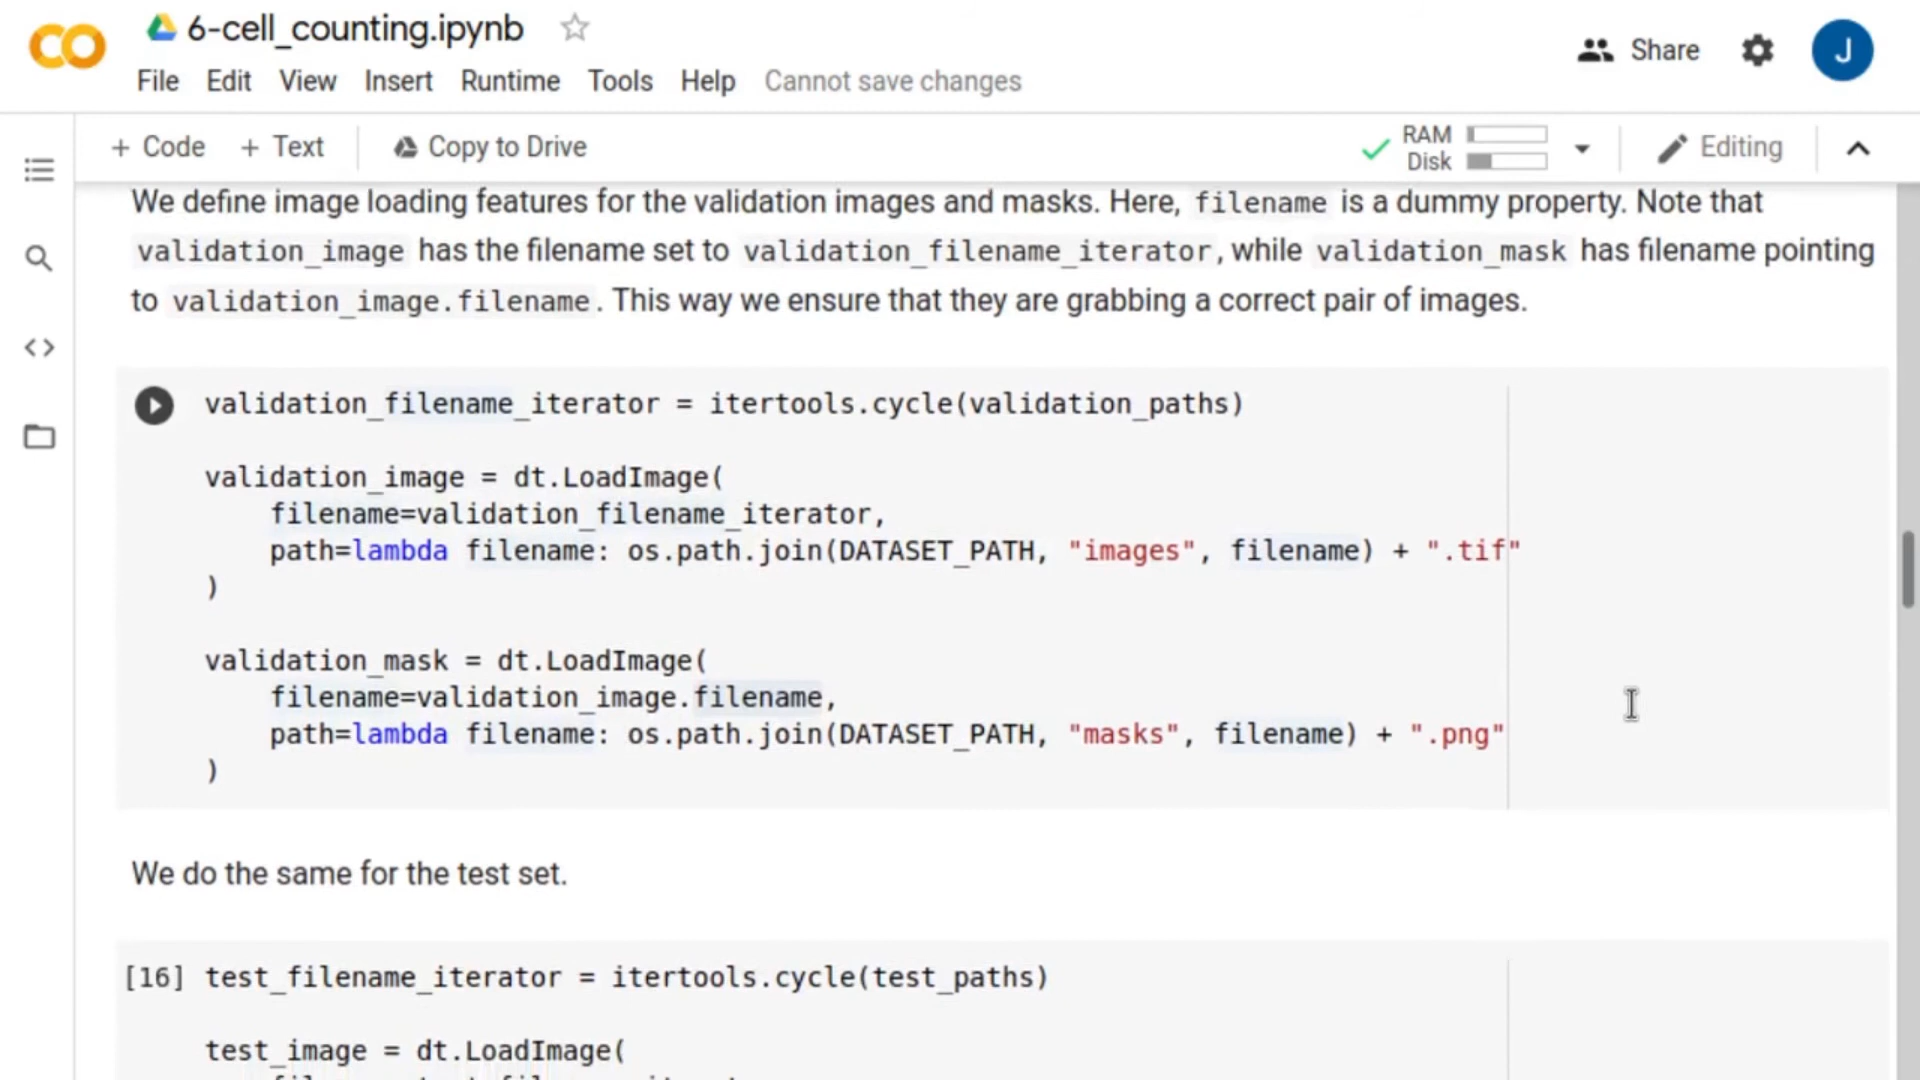 6-cell_counting.ipynb
File Edit View Insert Runtime Tools Help Cannot save changes
Share
J
+ Code + Text Copy to Drive
RAM
Disk
Editing
We define image loading features for the validation images and masks. Here, filename is a dummy property. Note that
validation_image has the filename set to validation_filename_iterator, while validation_mask has filename pointing
to validation_image.filename. This way we ensure that they are grabbing a correct pair of images.
validation_filename_iterator = itertools.cycle(validation_paths)
validation_image = dt.LoadImage(
filename=validation_filename_iterator,
path=lambda filename: os.path.join(DATASET_PATH, "images", filename) + ".tif"
)
validation_mask = dt.LoadImage(
filename=validation_image.filename,
path=lambda filename: os.path.join(DATASET_PATH, "masks", filename) + ".png"
)
We do the same for the test set.
[16] test_filename_iterator = itertools.cycle(test_paths)
test_image = dt.LoadImage(